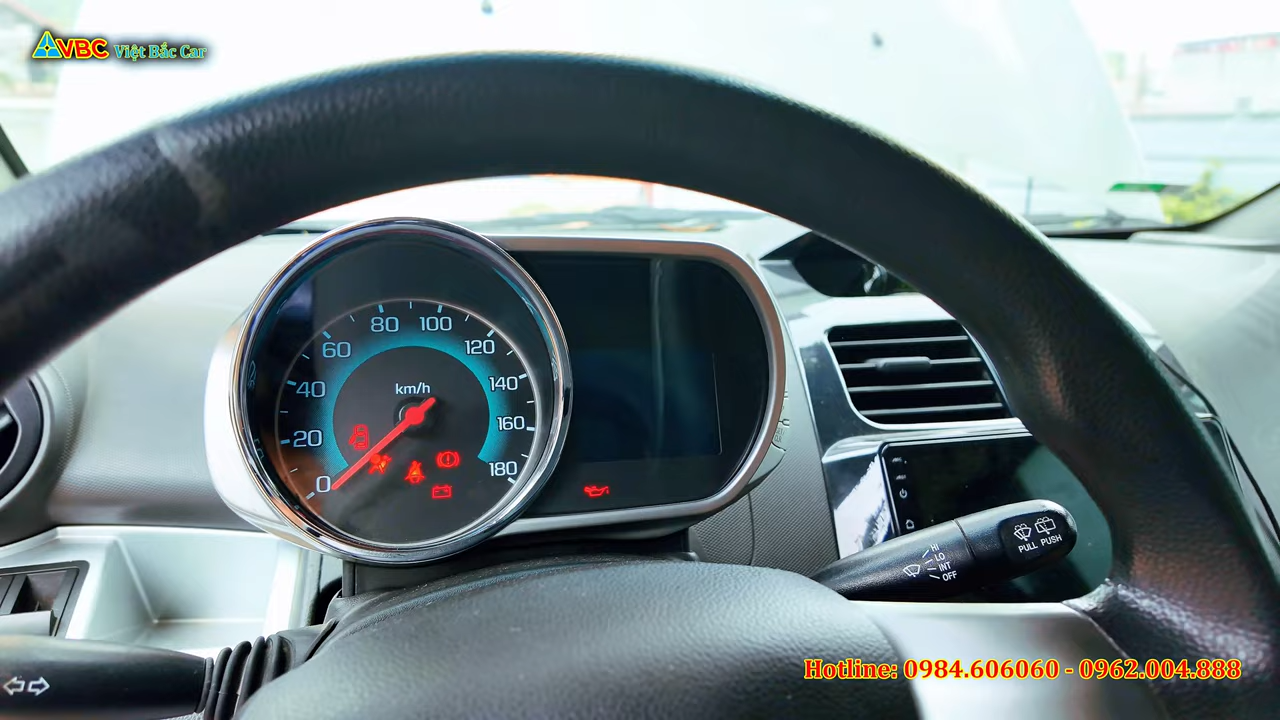 VBC Việt Bắc Car
80 100
60 120
km/h
40 140
20 160
0 180
HI
LO
INT
OFF
PULL PUSH
Hotline: 0984.606060 - 0962.004.888